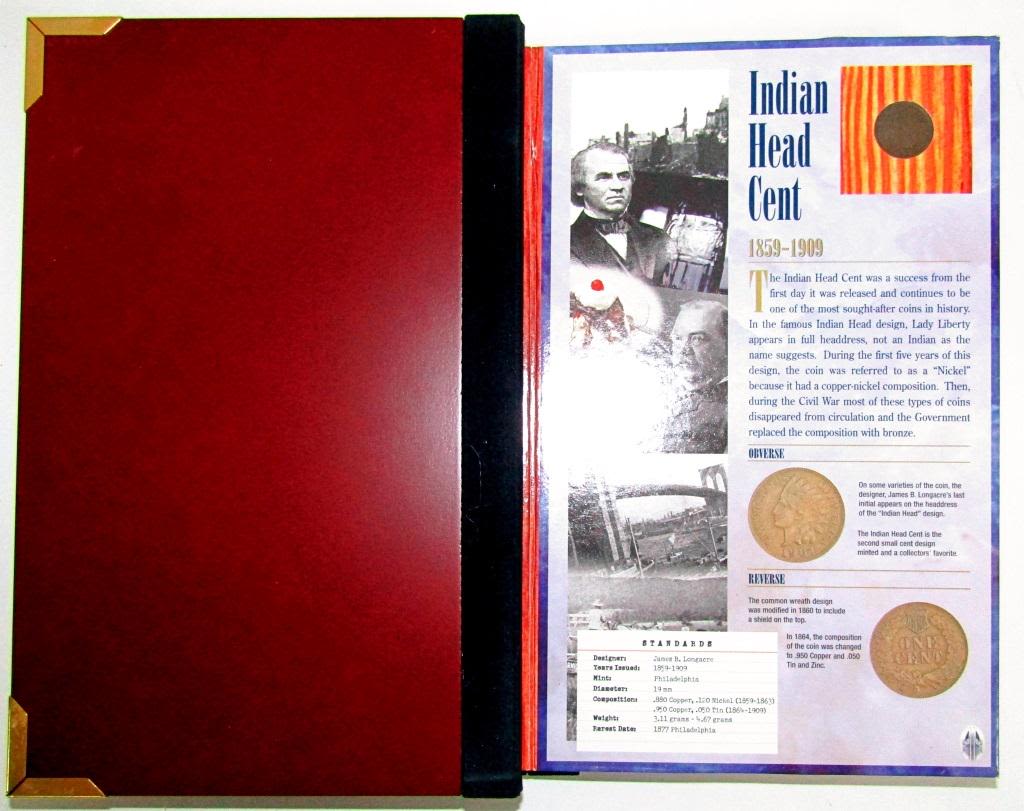 Indian
Head
Cent
1859-1909
The Indian Head Cent was a success from the
first day it was released and continues to be
one of the most sought-after coins in history.
In the famous Indian Head design, Lady Liberty
appears in full headdress, not an Indian as the
name suggests. During the first five years of this
design, the coin was referred to as a "Nickel"
because it had a copper-nickel composition. Then,
during the Civil War most of these types of coins
disappeared from circulation and the Government
replaced the composition with bronze.
OBVERSE
On some varieties of the coin, the
designer, James B. Longacre's last
initial appears on the headdress
of the "Indian Head" design.
The Indian Head Cent is the
second small cent design
minted and a collectors' favorite.
REVERSE
The common wreath design
was modified in 1860 to include
a shield on the top.
In 1864, the composition
of the coin was changed
to .950 Copper and .050
Tin and Zinc.
ONE
CENT
STANDARDS
Designer: James B. Longacre
Years Issued: 1859-1909
Mint: Philadelphia
Diameter: 19 mm
Composition: .880 Copper, .120 Nickel (1859-1863)
.950 Copper, .050 Tin (1864-1909)
Weight: 3.11 grams - 4.67 grams
Rarest Date: 1877 Philadelphia